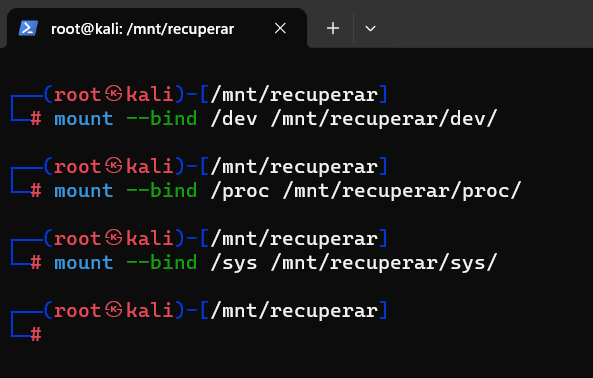 root@kali: /mnt/recuperar
┌──(root㉿kali)-[/mnt/recuperar]
└─# mount --bind /dev /mnt/recuperar/dev/
┌──(root㉿kali)-[/mnt/recuperar]
└─# mount --bind /proc /mnt/recuperar/proc/
┌──(root㉿kali)-[/mnt/recuperar]
└─# mount --bind /sys /mnt/recuperar/sys/
┌──(root㉿kali)-[/mnt/recuperar]
└─#